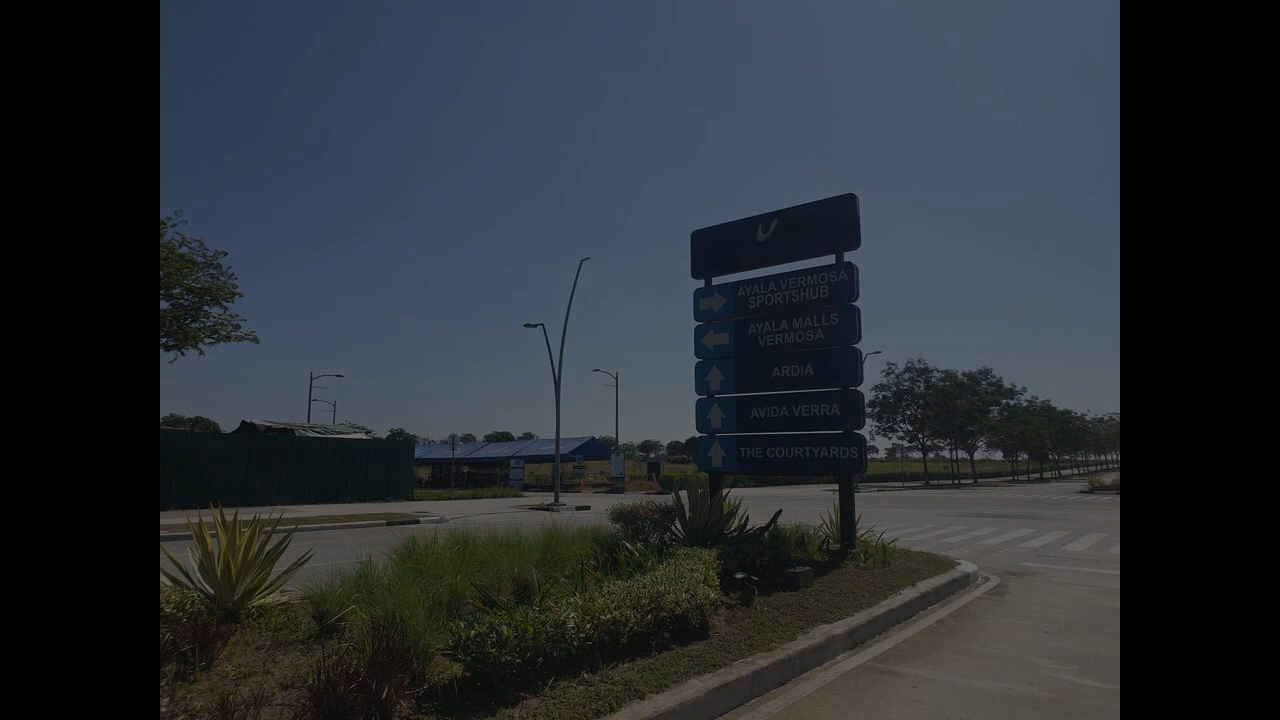 AYALA VERMOSA
SPORTSHUB
AYALA MALLS
VERMOSA
ARDIA
AVIDA VERRA
THE COURTYARDS